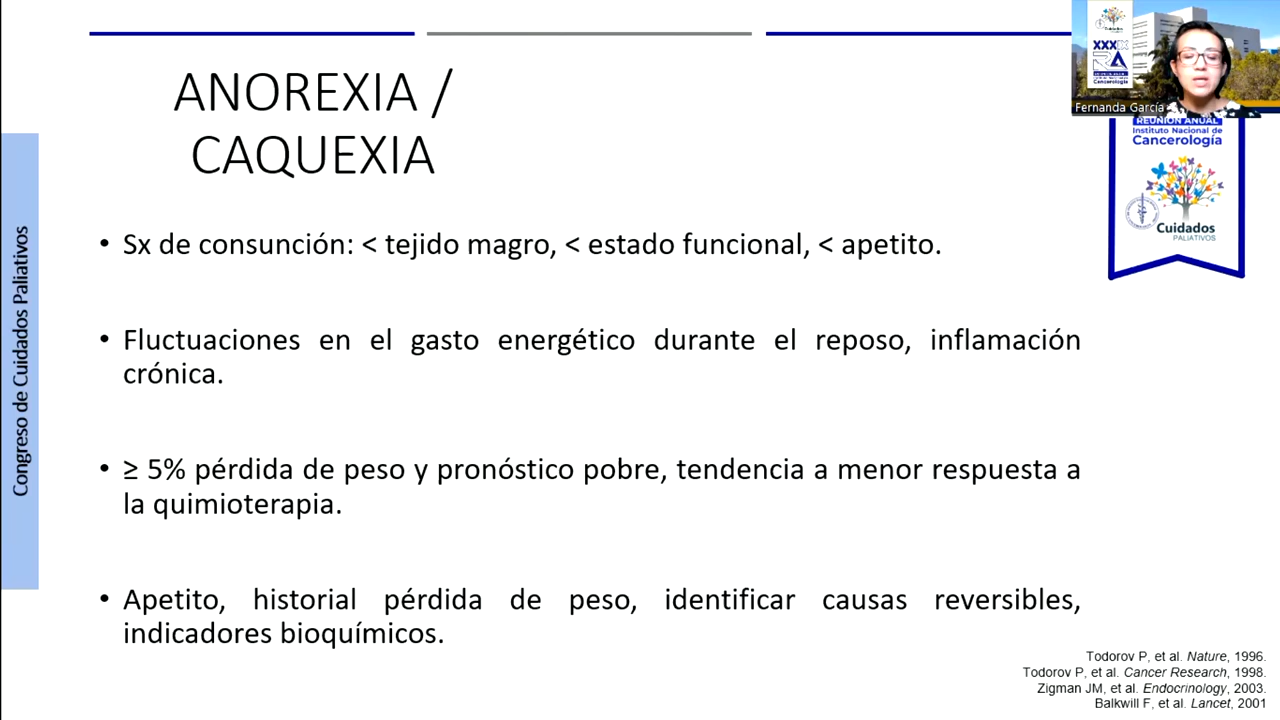 ANOREXIA /
CAQUEXIA
• Sx de consunción: < tejido magro, < estado funcional, < apetito.
• Fluctuaciones en el gasto energético durante el reposo, inflamación
crónica.
• ≥ 5% pérdida de peso y pronóstico pobre, tendencia a menor respuesta a
la quimioterapia.
• Apetito, historial pérdida de peso, identificar causas reversibles,
indicadores bioquímicos.
Todorov P, et al. Nature, 1996.
Todorov P, et al. Cancer Research, 1998.
Zigman JM, et al. Endocrinology, 2003.
Balkwill F, et al. Lancet, 2001
Congreso de Cuidados Paliativos
Fernanda García
REUNIÓN ANUAL
Instituto Nacional de
Cancerología
Cuidados
PALIATIVOS